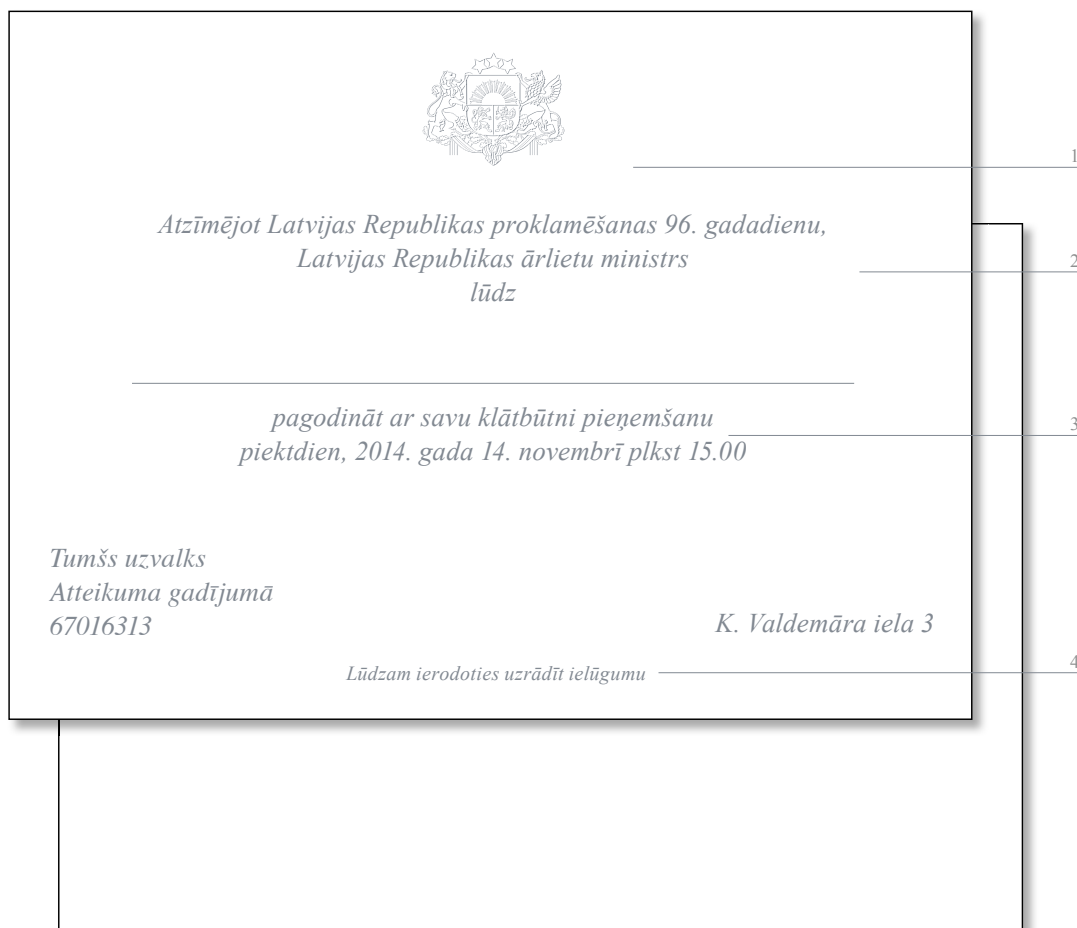 1
Atzīmējot Latvijas Republikas proklamēšanas 96. gadadienu,
Latvijas Republikas ārlietu ministrs
2
lūdz
pagodināt ar savu klātbūtni pieņemšanu
3
piektdien, 2014. gada 14. novembrī plkst 15.00
Tumšs uzvalks
Atteikuma gadījumā
67016313
K. Valdemāra iela 3
Lūdzam ierodoties uzrādīt ielūgumu
4